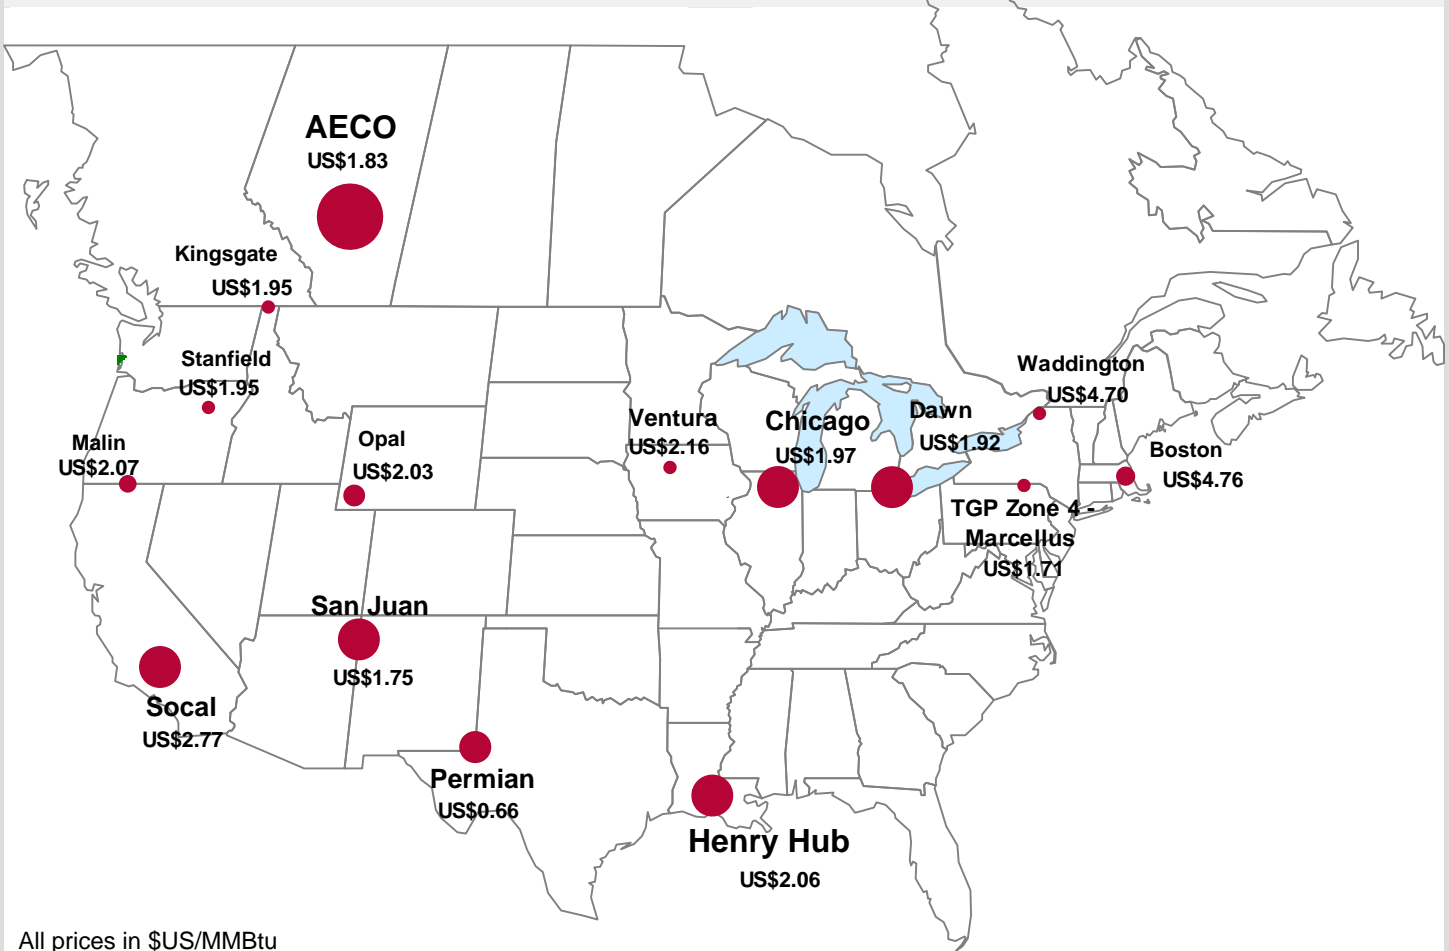 AECO
US$1.83
Kingsgate
US$1.95
Stanfield
US$1.95
Malin
US$2.07
Opal
US$2.03
Ventura
US$2.16
Chicago
US$1.97
Dawn
US$1.92
Waddington
US$4.70
Boston
US$4.76
TGP Zone 4 -
Marcellus
US$1.71
San Juan
US$1.75
Socal
US$2.77
Permian
US$0.66
Henry Hub
US$2.06
All prices in $US/MMBtu